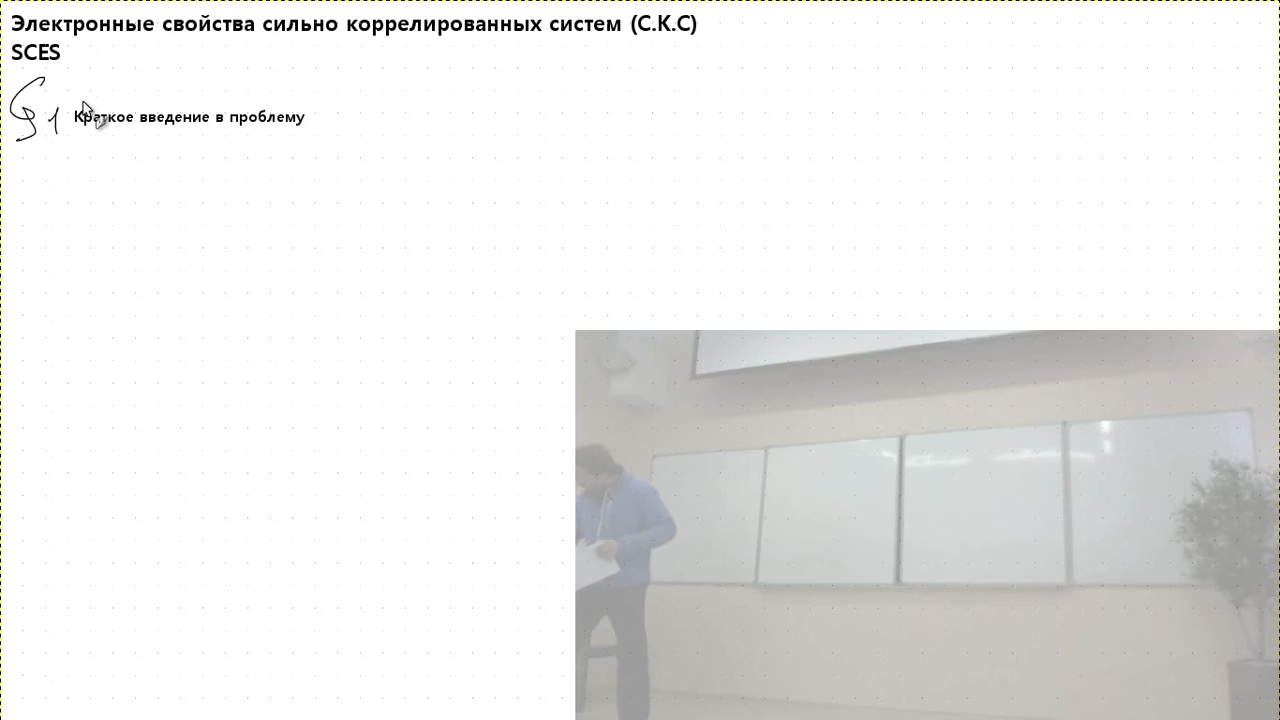 Электронные свойства сильно коррелированных систем (С.К.С)
SCES
§ 1 Краткое введение в проблему